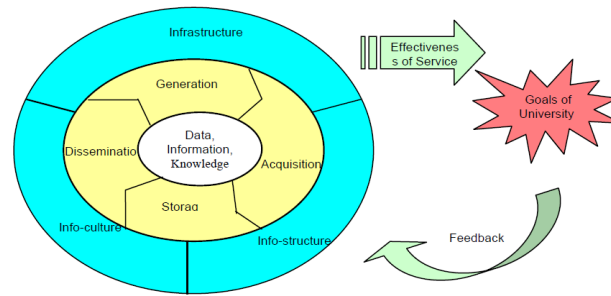 Infrastructure
Generation
Data,
Information,
Knowledge
Disseminatio
Acquisition
Storag
Info-culture
Info-structure
Effectivenes
s of Service
Goals of
University
Feedback